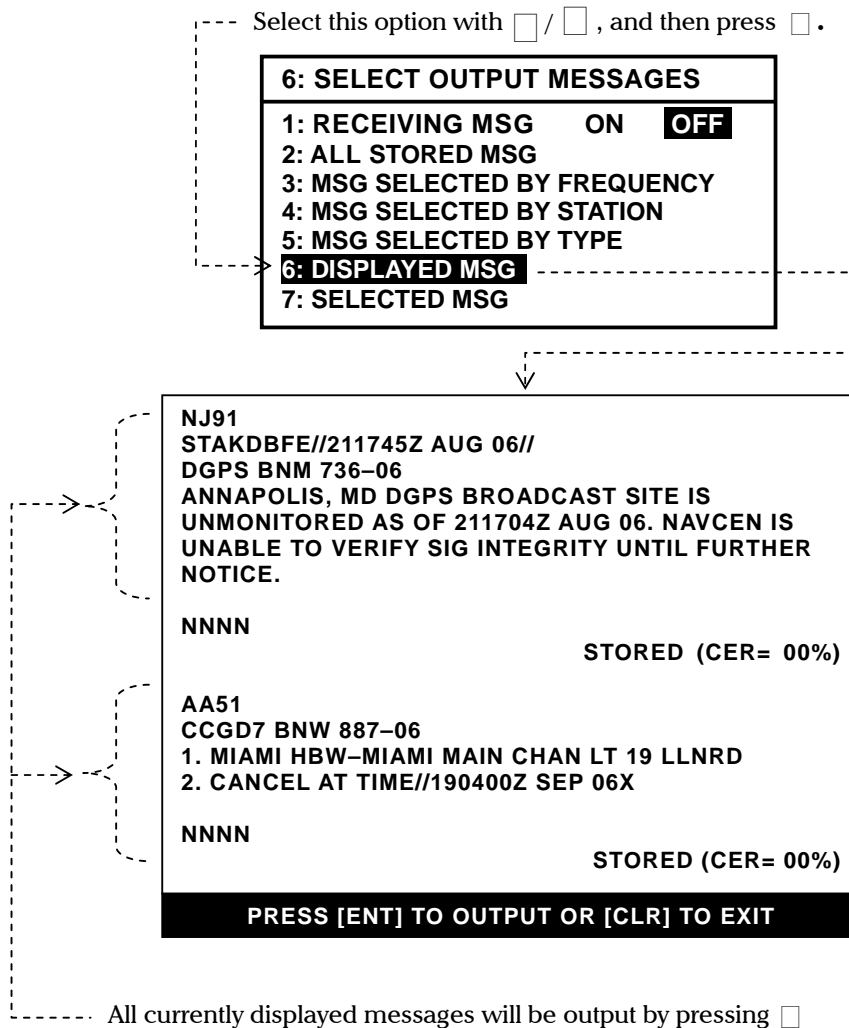 Select this option with □ / □ , and then press □ .
6: SELECT OUTPUT MESSAGES
1: RECEIVING MSG ON OFF
2: ALL STORED MSG
3: MSG SELECTED BY FREQUENCY
4: MSG SELECTED BY STATION
5: MSG SELECTED BY TYPE
6: DISPLAYED MSG
7: SELECTED MSG
NJ91
STAKDBFE//211745Z AUG 06//
DGPS BNM 736–06
ANNAPOLIS, MD DGPS BROADCAST SITE IS
UNMONITORED AS OF 211704Z AUG 06. NAVCEN IS
UNABLE TO VERIFY SIG INTEGRITY UNTIL FURTHER
NOTICE.
NNNN
STORED (CER= 00%)
AA51
CCGD7 BNW 887–06
1. MIAMI HBW–MIAMI MAIN CHAN LT 19 LLNRD
2. CANCEL AT TIME//190400Z SEP 06X
NNNN
STORED (CER= 00%)
PRESS [ENT] TO OUTPUT OR [CLR] TO EXIT
All currently displayed messages will be output by pressing □